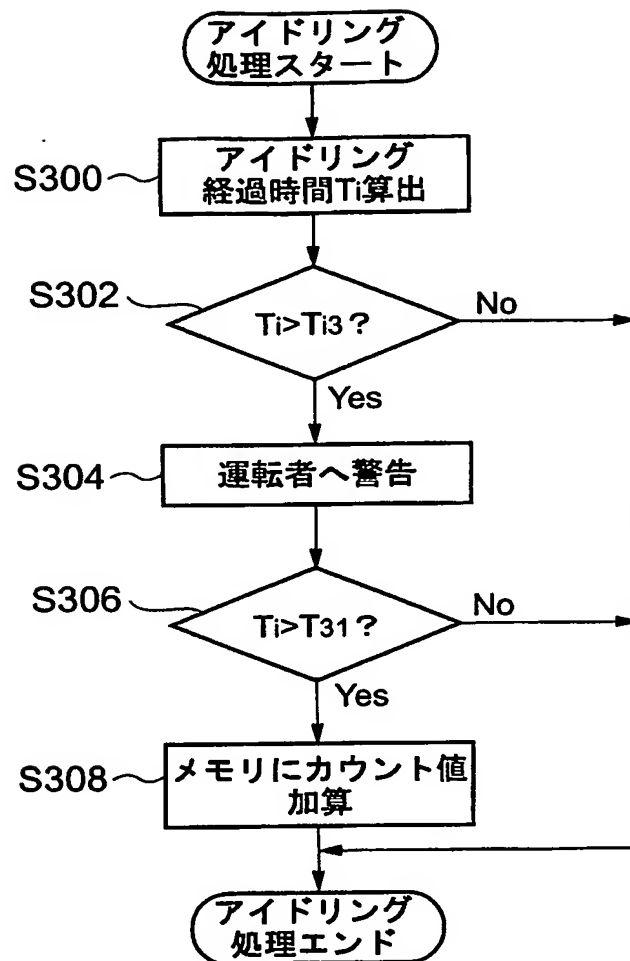 アイドリング
処理スタート
S300
アイドリング
経過時間Ti算出
S302
Ti>Ti3?
No
Yes
S304
運転者へ警告
S306
Ti>T31?
No
Yes
S308
メモリにカウント値
加算
アイドリング
処理エンド